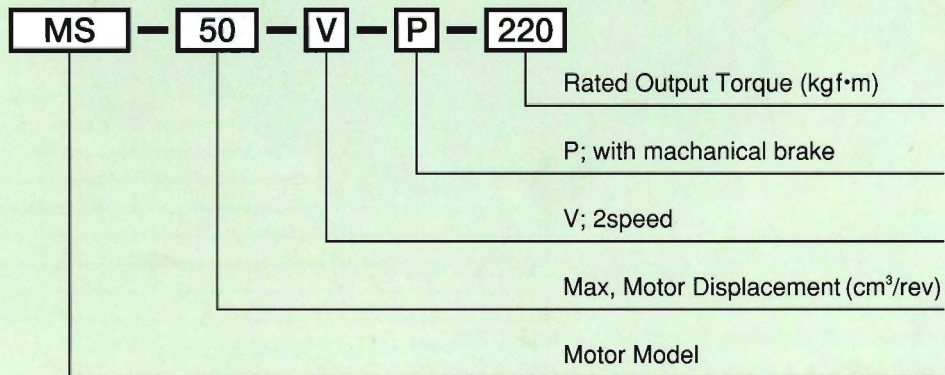 MS - 50 - V - P - 220
Rated Output Torque (kgf•m)
P; with machanical brake
V; 2speed
Max, Motor Displacement (cm³/rev)
Motor Model